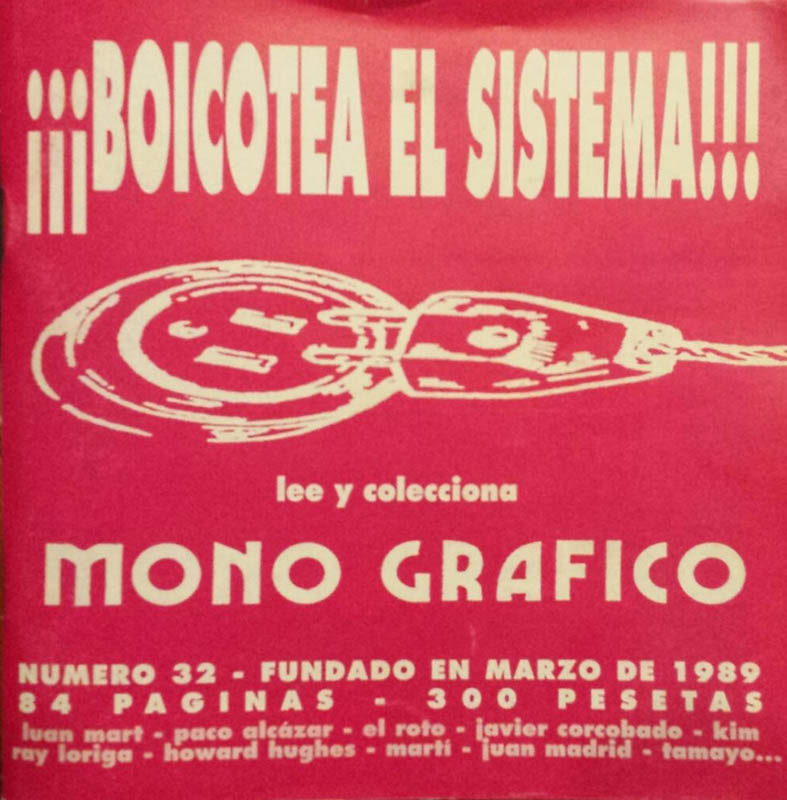 ¡¡¡BOICOTEA EL SISTEMA!!!
lee y colecciona
MONO GRAFICO
NUMERO 32 - FUNDADO EN MARZO DE 1989
84 PAGINAS - 300 PESETAS
luan mart - paco alcázar - el roto - javier corcobado - kim
ray loriga - howard hughes - martí - juan madrid - tamayo...